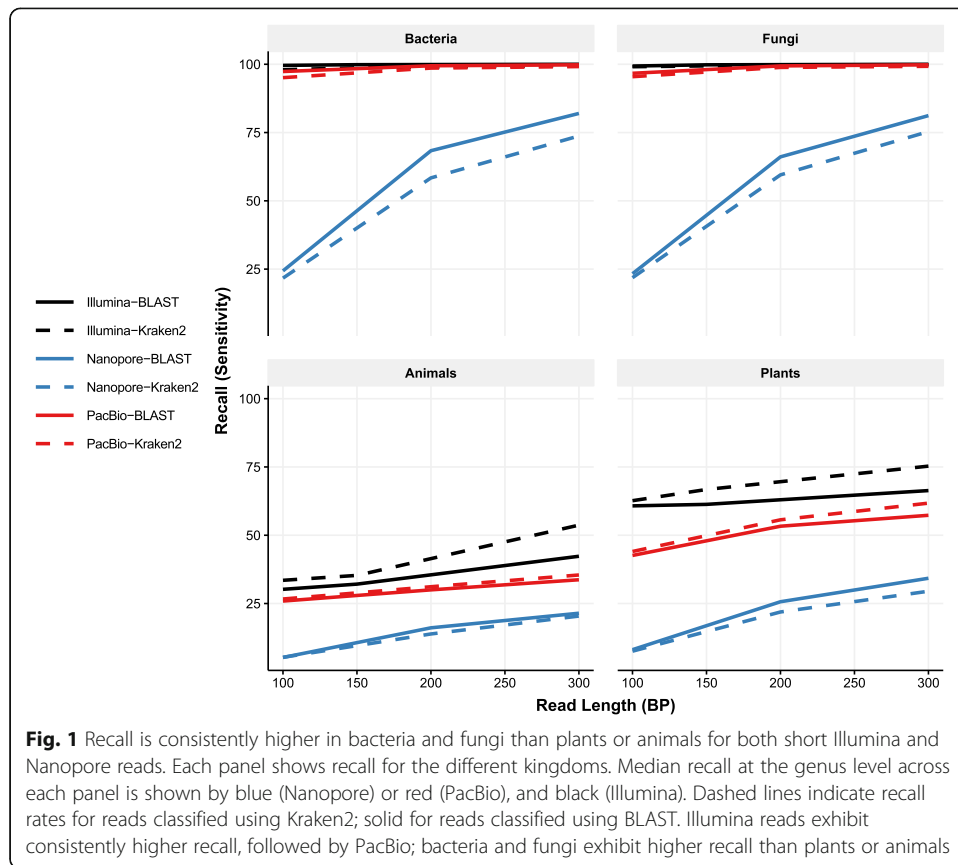 Bacteria
Fungi
100
75
50
25
Animals
Plants
100
75
50
25
100 150 200 250 300
100 150 200 250 300
Recall (Sensitivity)
Read Length (BP)
Illumina−BLAST
Illumina−Kraken2
Nanopore−BLAST
Nanopore−Kraken2
PacBio−BLAST
PacBio−Kraken2
Fig. 1 Recall is consistently higher in bacteria and fungi than plants or animals for both short Illumina and
Nanopore reads. Each panel shows recall for the different kingdoms. Median recall at the genus level across
each panel is shown by blue (Nanopore) or red (PacBio), and black (Illumina). Dashed lines indicate recall
rates for reads classified using Kraken2; solid for reads classified using BLAST. Illumina reads exhibit
consistently higher recall, followed by PacBio; bacteria and fungi exhibit higher recall than plants or animals